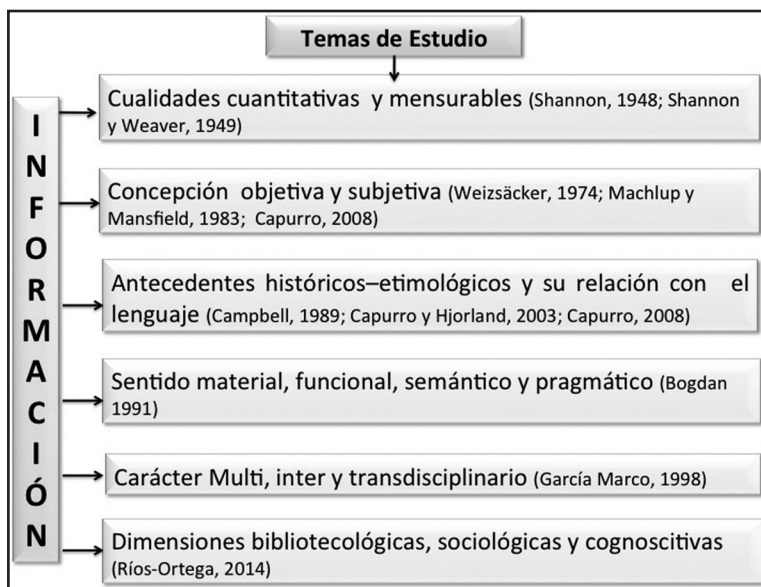 Temas de Estudio
INFORMACIÓN
Cualidades cuantitativas y mensurables (Shannon, 1948; Shannon
y Weaver, 1949)
Concepción objetiva y subjetiva (Weizsäcker, 1974; Machlup y
Mansfield, 1983; Capurro, 2008)
Antecedentes históricos–etimológicos y su relación con el
lenguaje (Campbell, 1989; Capurro y Hjorland, 2003; Capurro, 2008)
Sentido material, funcional, semántico y pragmático (Bogdan
1991)
Carácter Multi, inter y transdisciplinario (García Marco, 1998)
Dimensiones bibliotecológicas, sociológicas y cognoscitivas
(Ríos-Ortega, 2014)